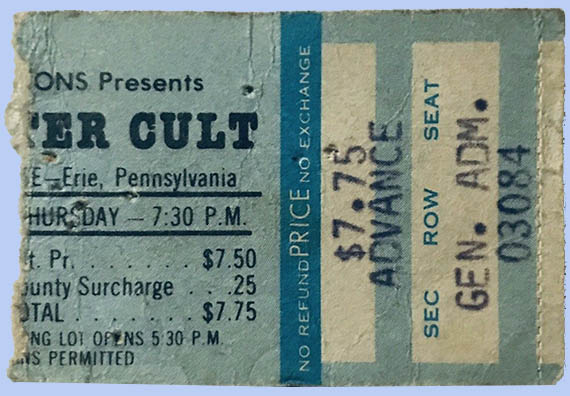 ONS Presents
TER CULT
E—Erie, Pennsylvania
HURSDAY — 7:30 P.M.
t. Pr. . . . . . . . $7.50
ounty Surcharge . . .25
OTAL . . . . . . . . $7.75
NG LOT OPENS 5:30 P.M.
NS PERMITTED
NO REFUND PRICE NO EXCHANGE
$7.75
ADVANCE
SEC ROW SEAT
GEN. ADM.
03084